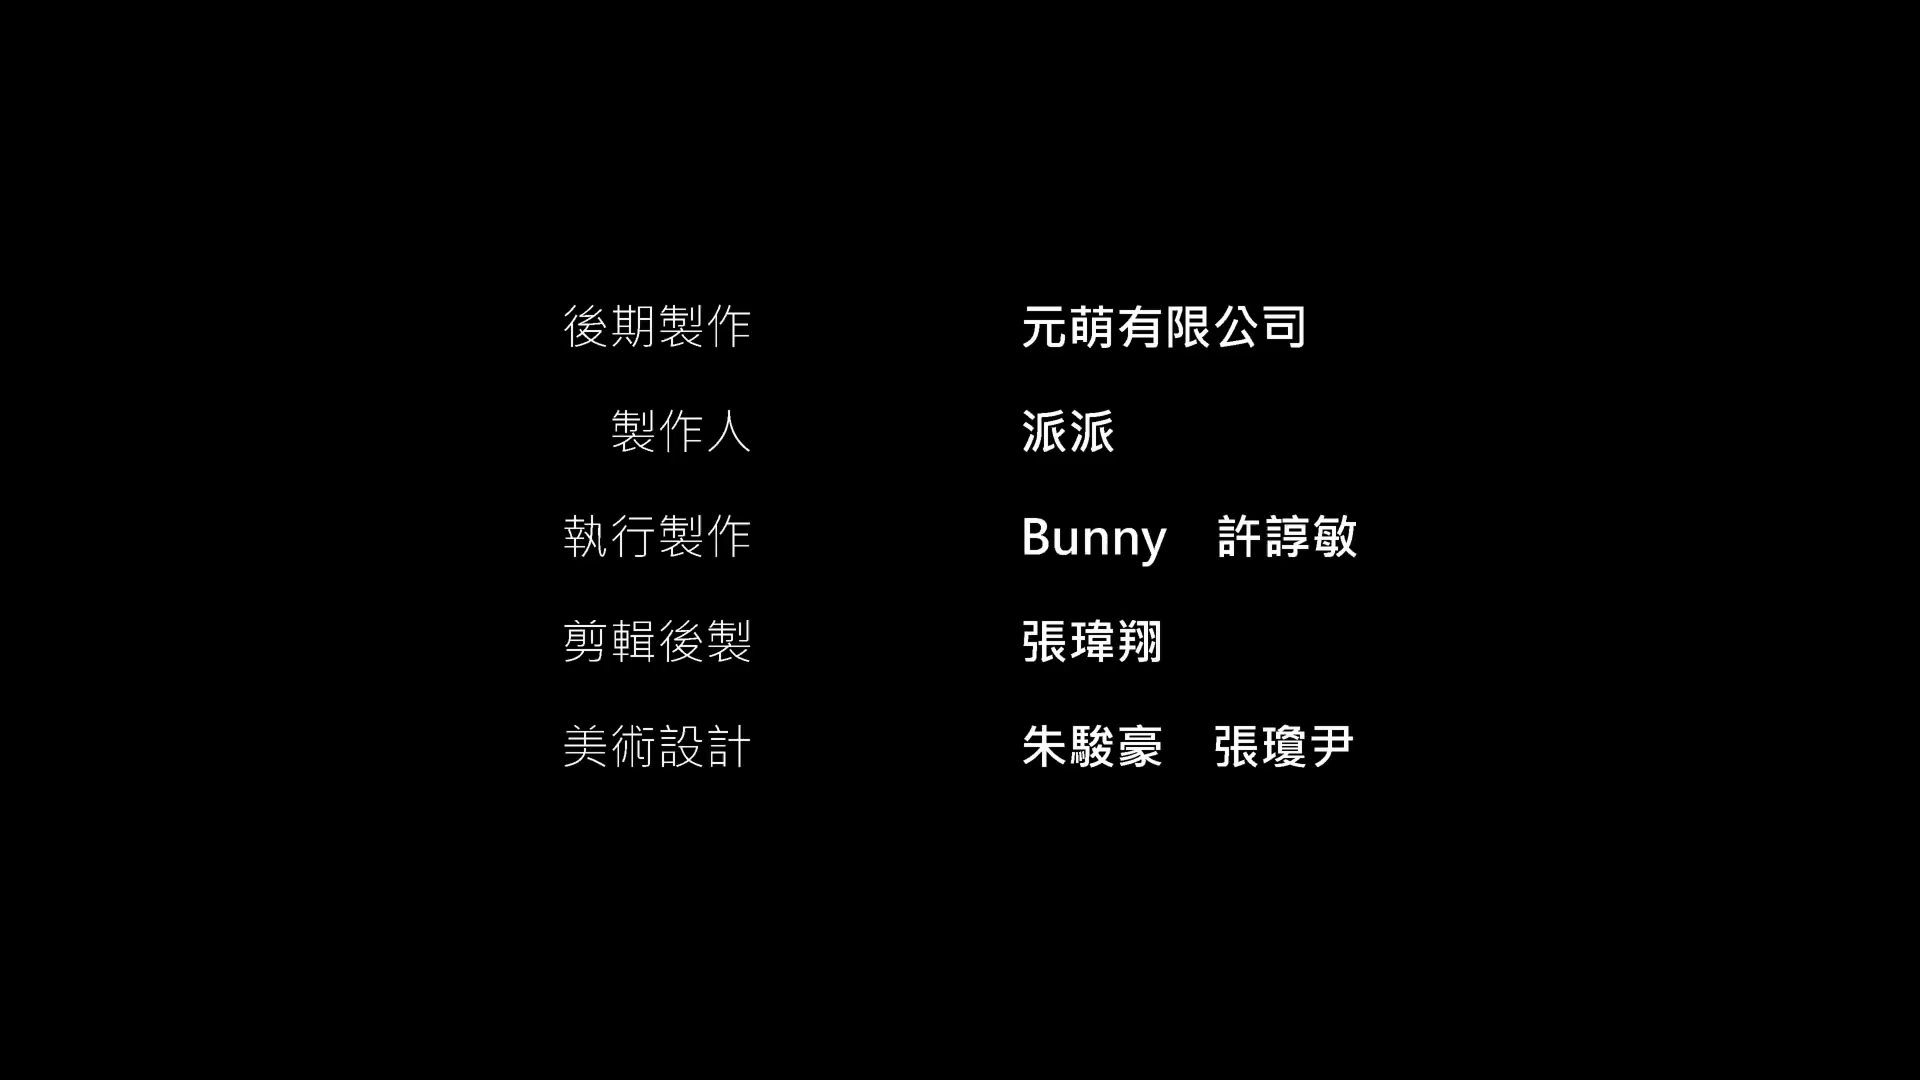 後期製作　元萌有限公司
製作人　派派
執行製作　Bunny　許諄敏
剪輯後製　張瑋翔
美術設計　朱駿豪　張瓊尹